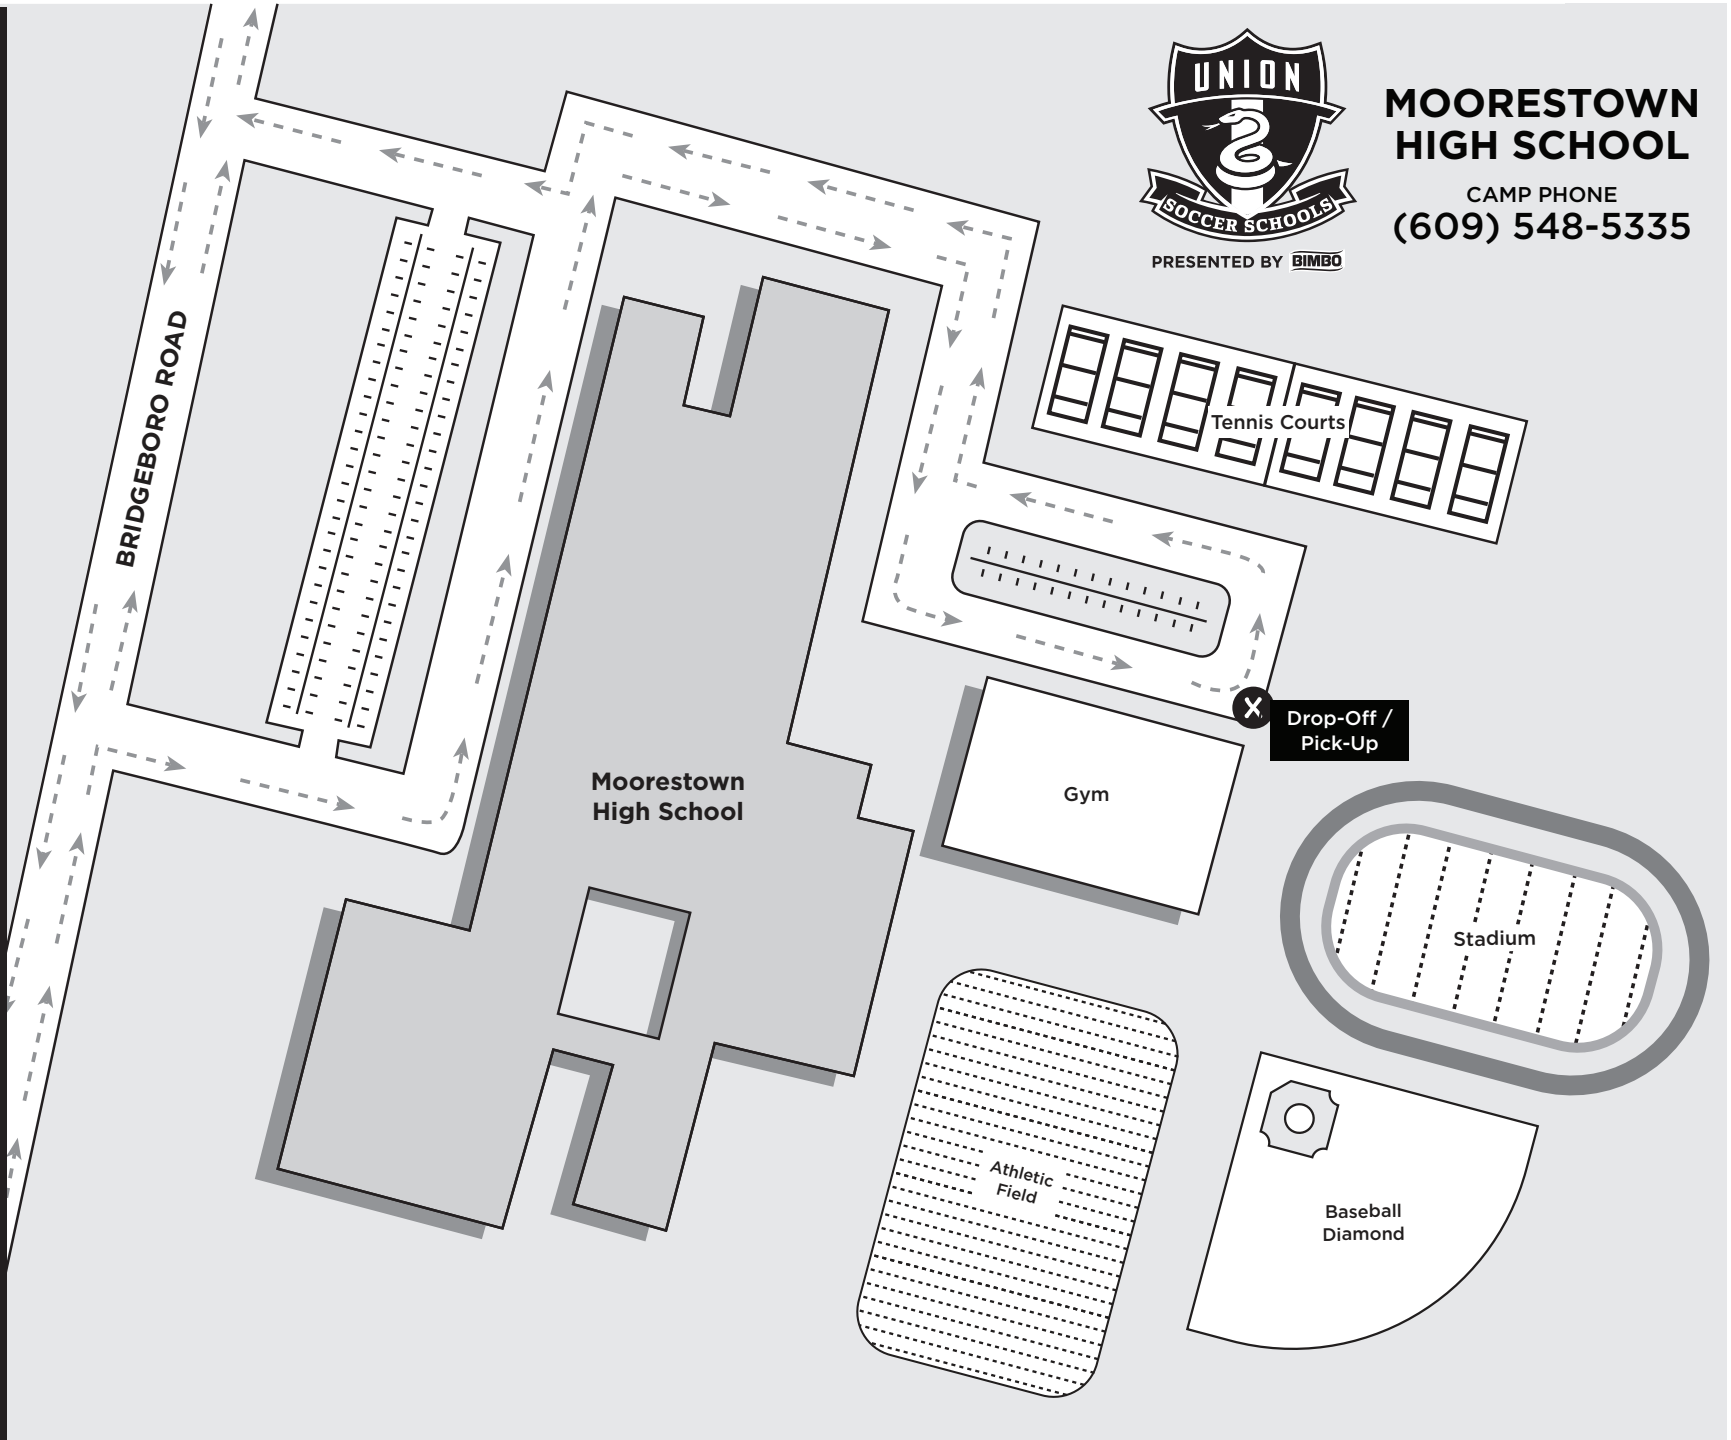 UNION
SOCCER SCHOOLS
PRESENTED BY BIMBO
MOORESTOWN
HIGH SCHOOL
CAMP PHONE
(609) 548-5335
BRIDGEBORO ROAD
Tennis Courts
Drop-Off /
Pick-Up
Moorestown
High School
Gym
Stadium
Athletic
Field
Baseball
Diamond
X